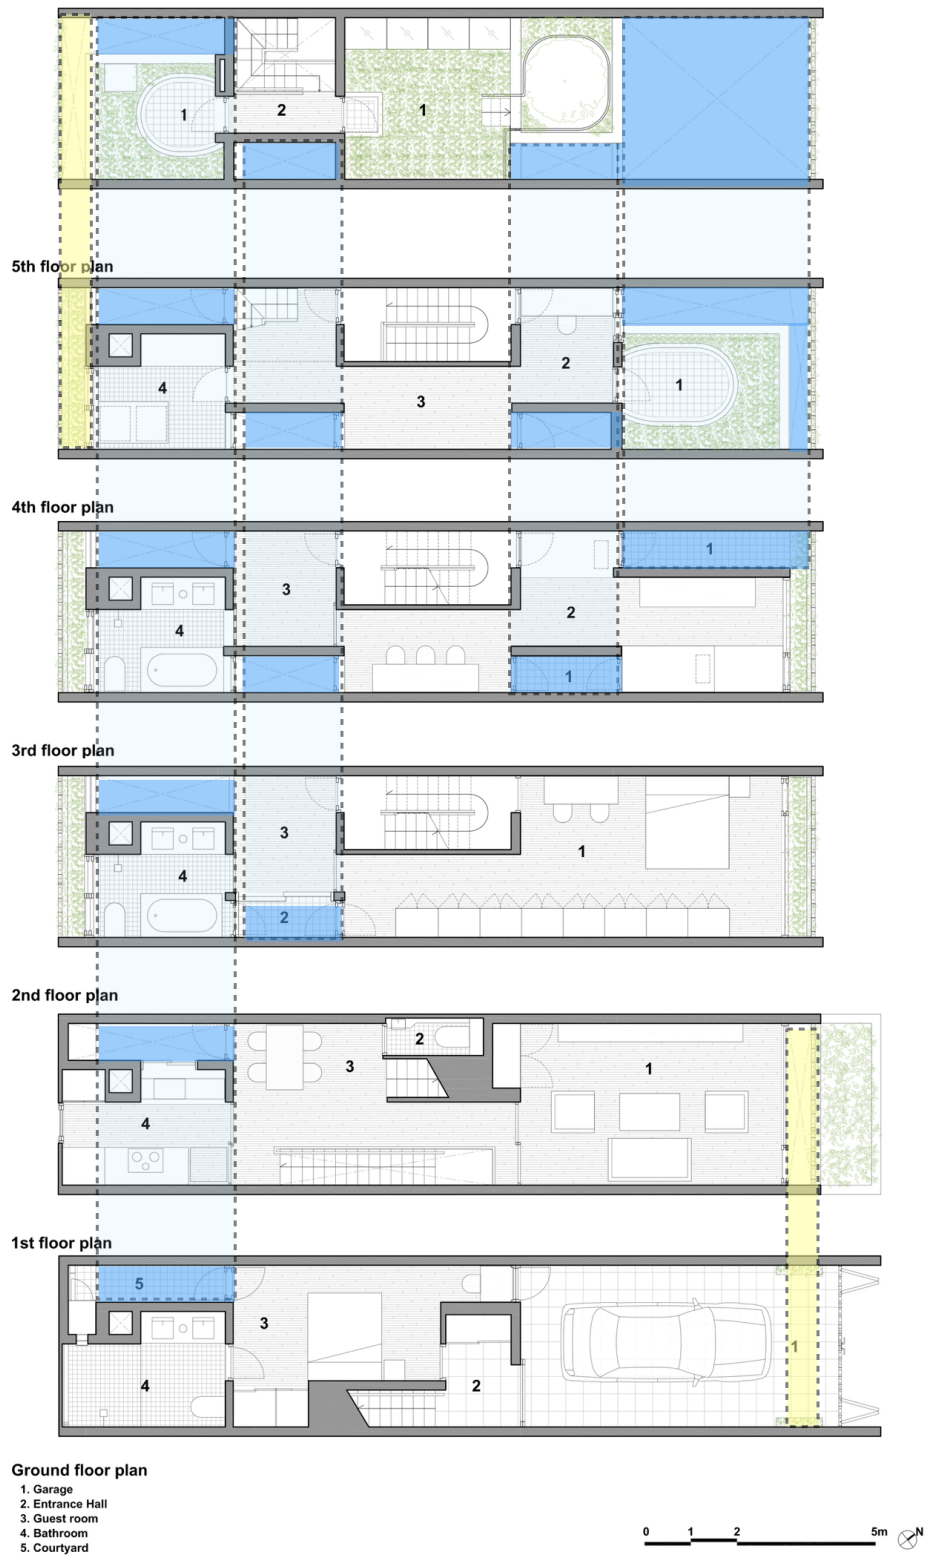 1
2
1
5th floor plan
4
3
2
1
4th floor plan
1
3
2
4
1
3rd floor plan
3
1
4
2
2nd floor plan
2
3
1
4
1st floor plan
5
3
1
4
2
Ground floor plan
1. Garage
2. Entrance Hall
3. Guest room
4. Bathroom
5. Courtyard
0 1 2 5m N